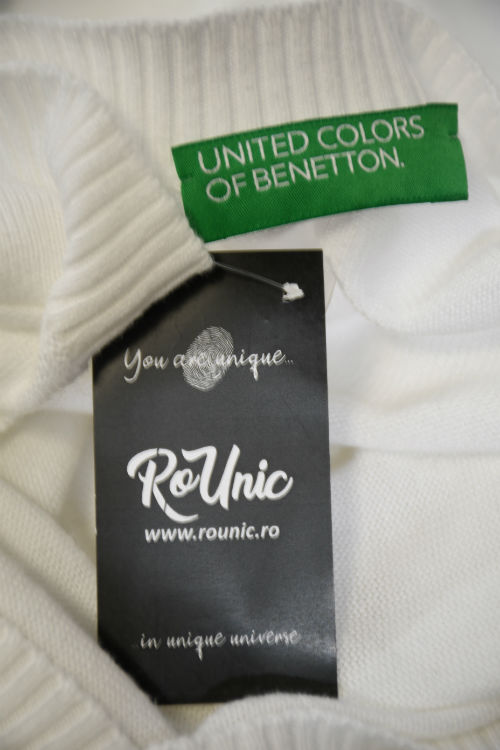 UNITED COLORS
OF BENETTON.
You are unique...
RoUnic
www.rounic.ro
...in unique universe